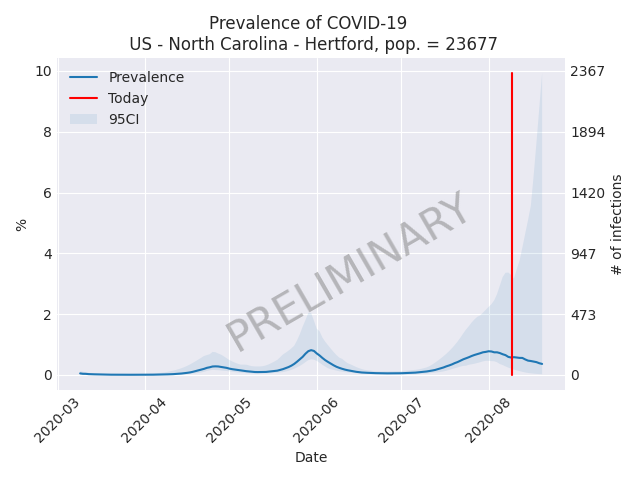 Prevalence of COVID-19
US - North Carolina - Hertford, pop. = 23677
Prevalence
Today
95CI
10
8
6
4
2
0
%
2367
1894
1420
947
473
0
# of infections
PRELIMINARY
2020-03
2020-04
2020-05
2020-06
2020-07
2020-08
Date